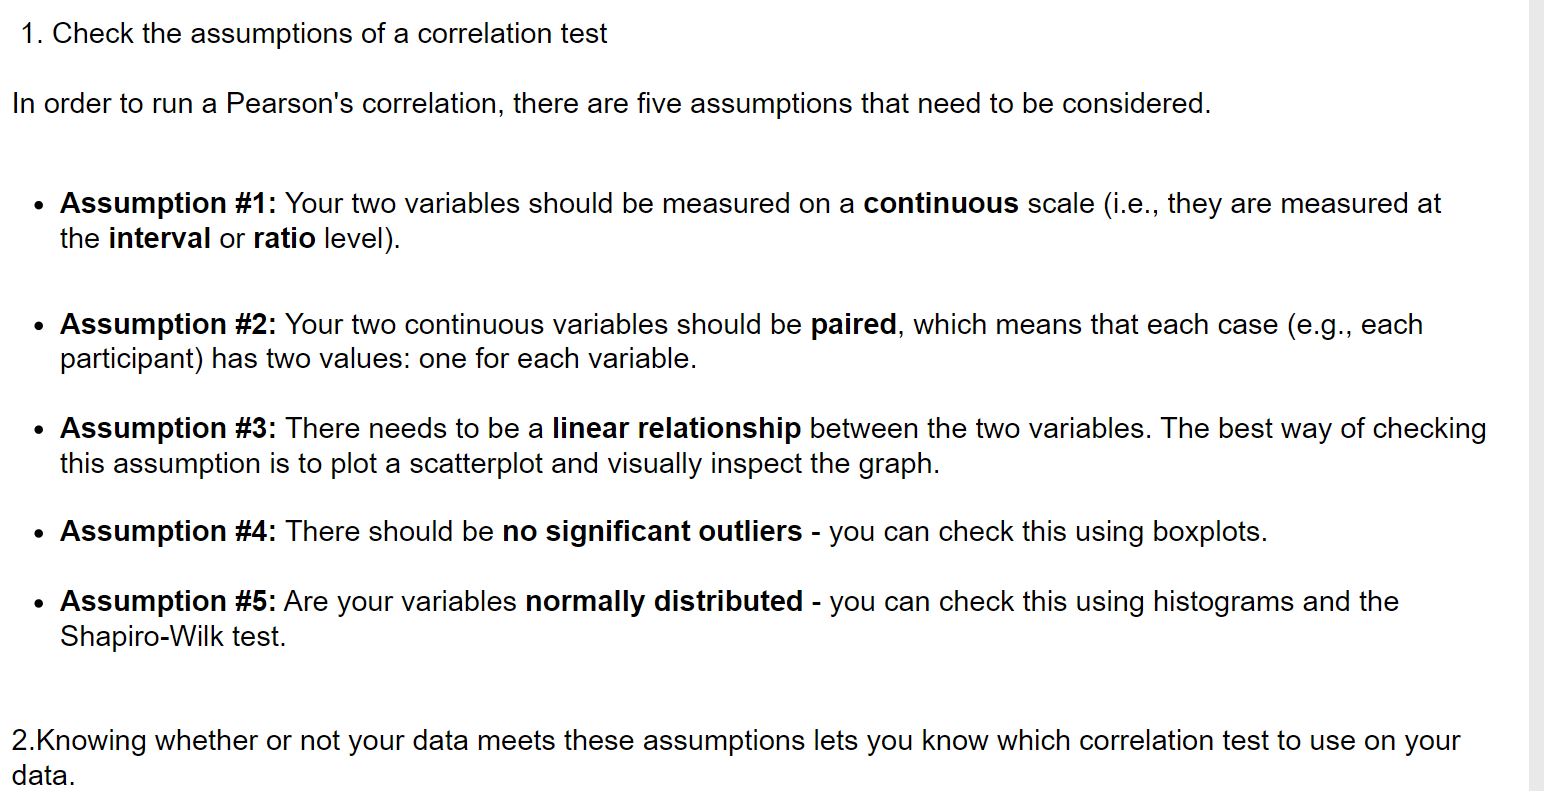 1. Check the assumptions of a correlation test
In order to run a Pearson's correlation, there are five assumptions that need to be considered.
• Assumption #1: Your two variables should be measured on a continuous scale (i.e., they are measured at
the interval or ratio level).
• Assumption #2: Your two continuous variables should be paired, which means that each case (e.g., each
participant) has two values: one for each variable.
• Assumption #3: There needs to be a linear relationship between the two variables. The best way of checking
this assumption is to plot a scatterplot and visually inspect the graph.
• Assumption #4: There should be no significant outliers - you can check this using boxplots.
• Assumption #5: Are your variables normally distributed - you can check this using histograms and the
Shapiro-Wilk test.
2.Knowing whether or not your data meets these assumptions lets you know which correlation test to use on your
data.